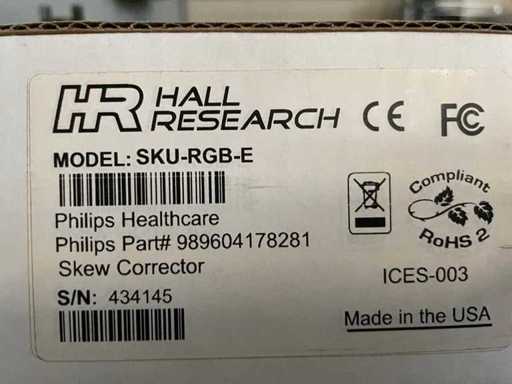 HR HALL
RESEARCH CE FC
MODEL: SKU-RGB-E
Philips Healthcare
Philips Part# 989604178281
Skew Corrector
S/N: 434145
Compliant
RoHS 2
ICES-003
Made in the USA